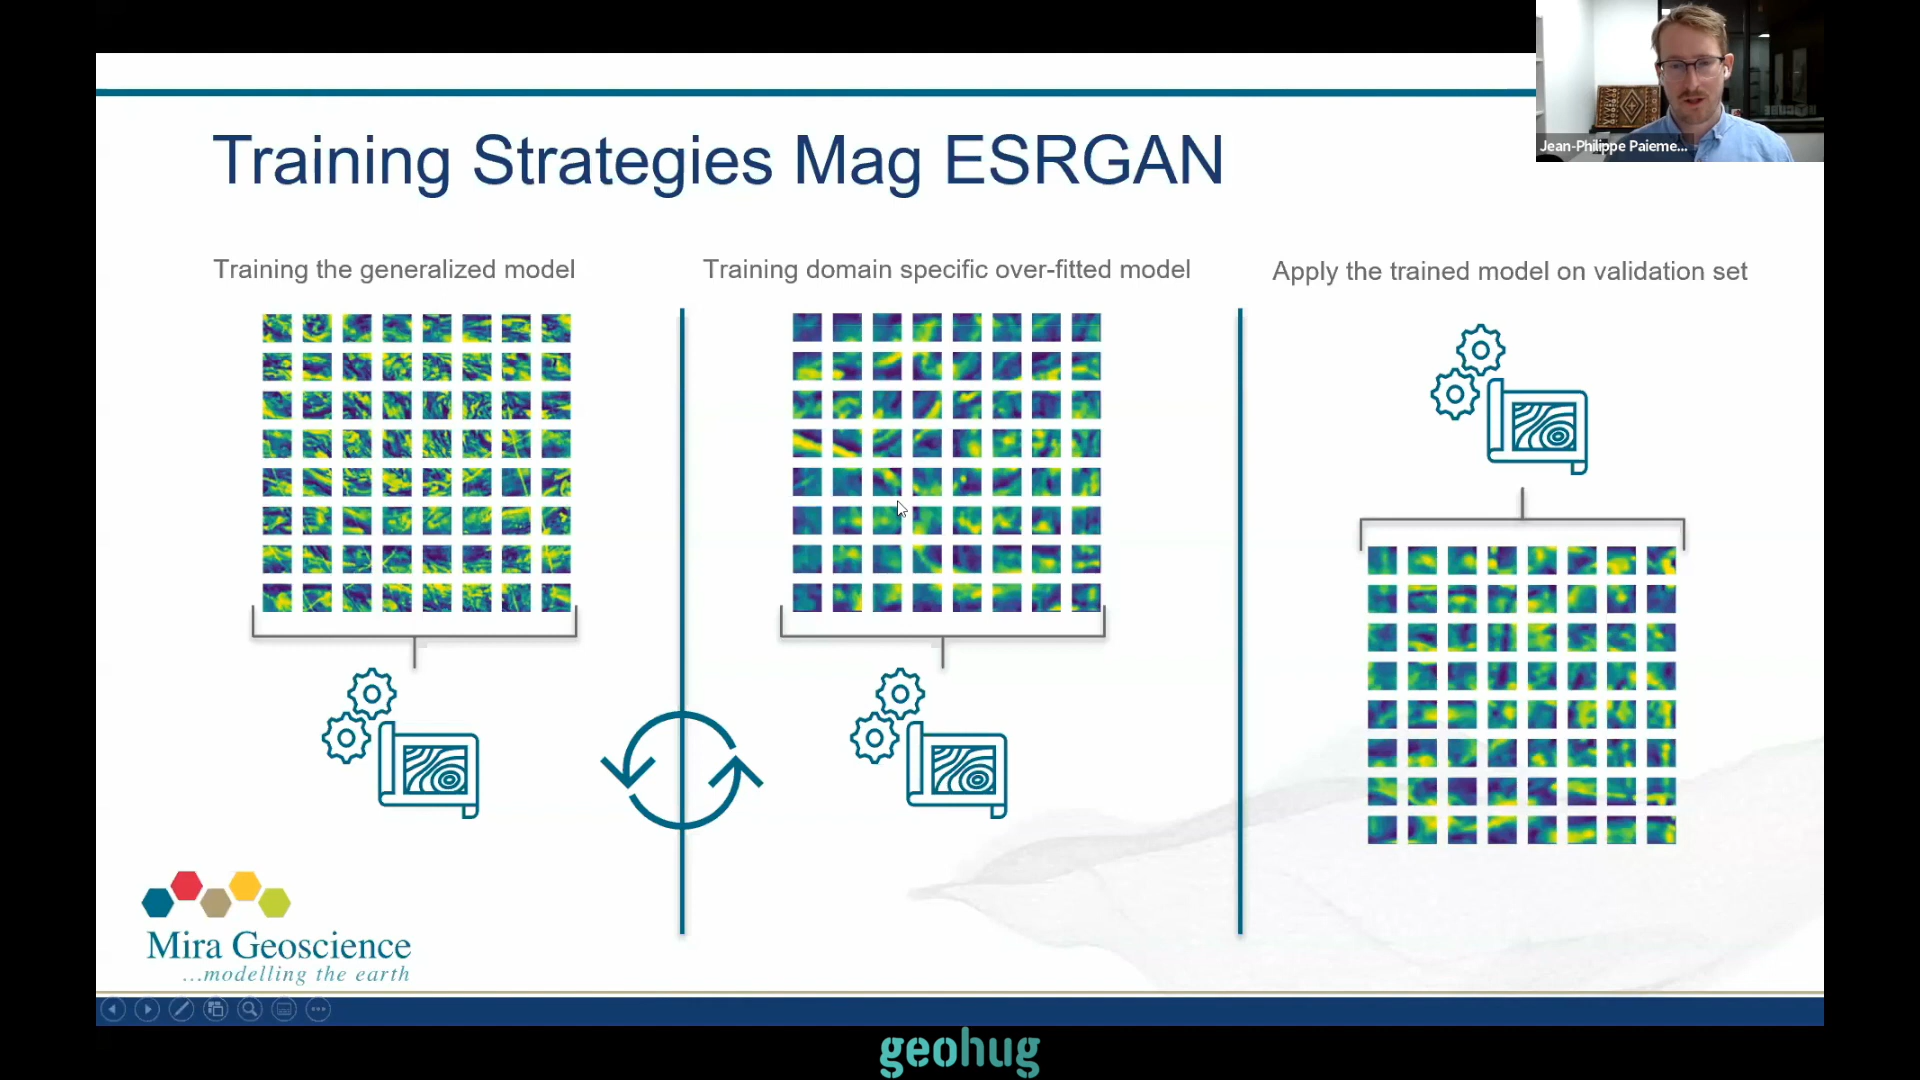 Jean-Philippe Paieme...
Training Strategies Mag ESRGAN
Training the generalized model
Training domain specific over-fitted model
Apply the trained model on validation set
Mira Geoscience
...modelling the earth
geohug